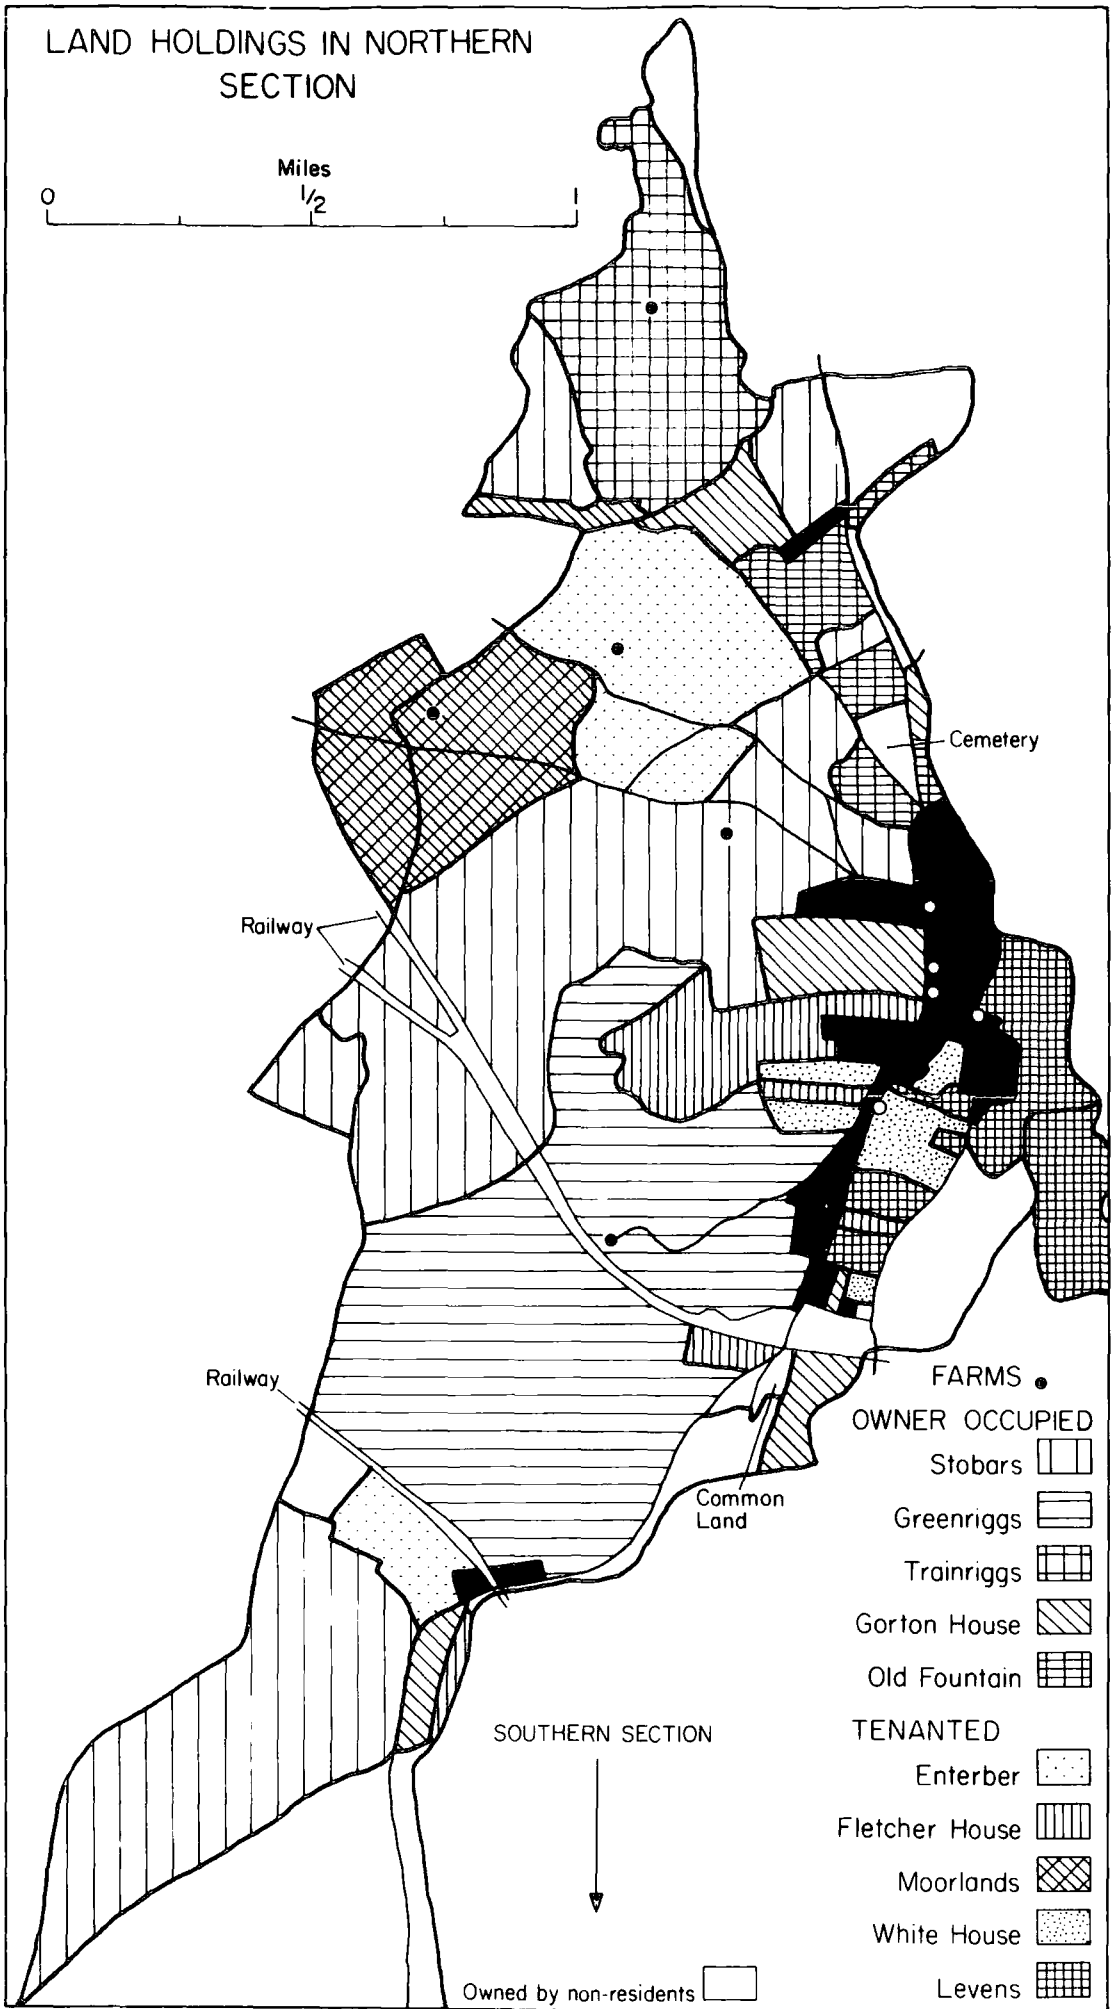 LAND HOLDINGS IN NORTHERN
SECTION
Miles
0 1/2 1
Cemetery
Railway
Railway
Common
Land
FARMS
OWNER OCCUPIED
Stobars
Greenriggs
Trainriggs
Gorton House
Old Fountain
SOUTHERN SECTION
TENANTED
Enterber
Fletcher House
Moorlands
White House
Levens
Owned by non-residents